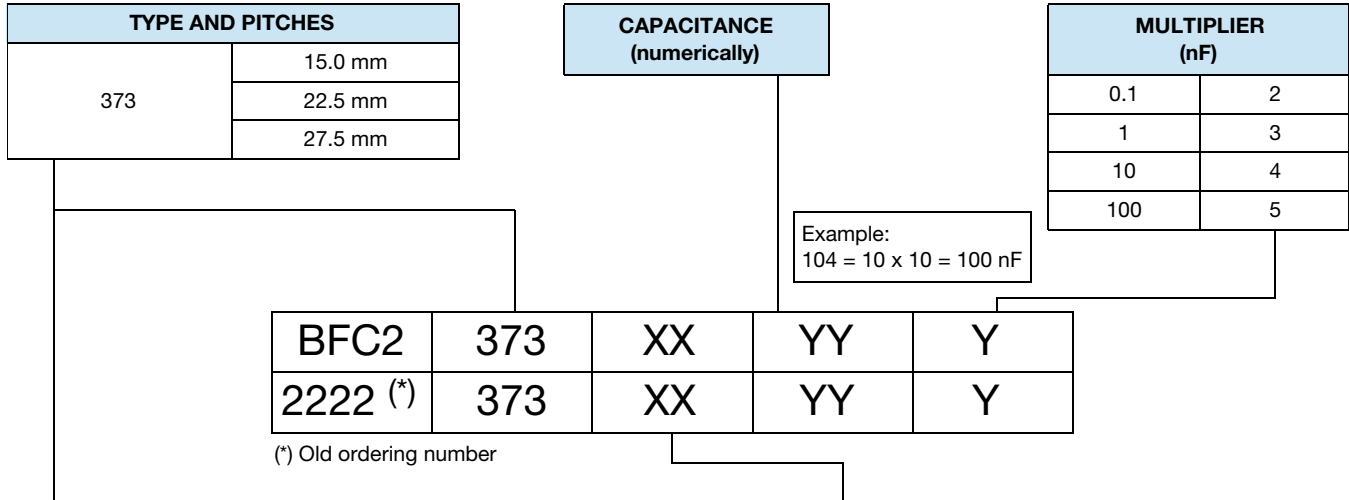 TYPE AND PITCHES
373
15.0 mm
22.5 mm
27.5 mm
CAPACITANCE
(numerically)
MULTIPLIER
(nF)
0.1 2
1 3
10 4
100 5
Example:
104 = 10 x 10 = 100 nF
BFC2 373 XX YY Y
2222 (*) 373 XX YY Y
(*) Old ordering number